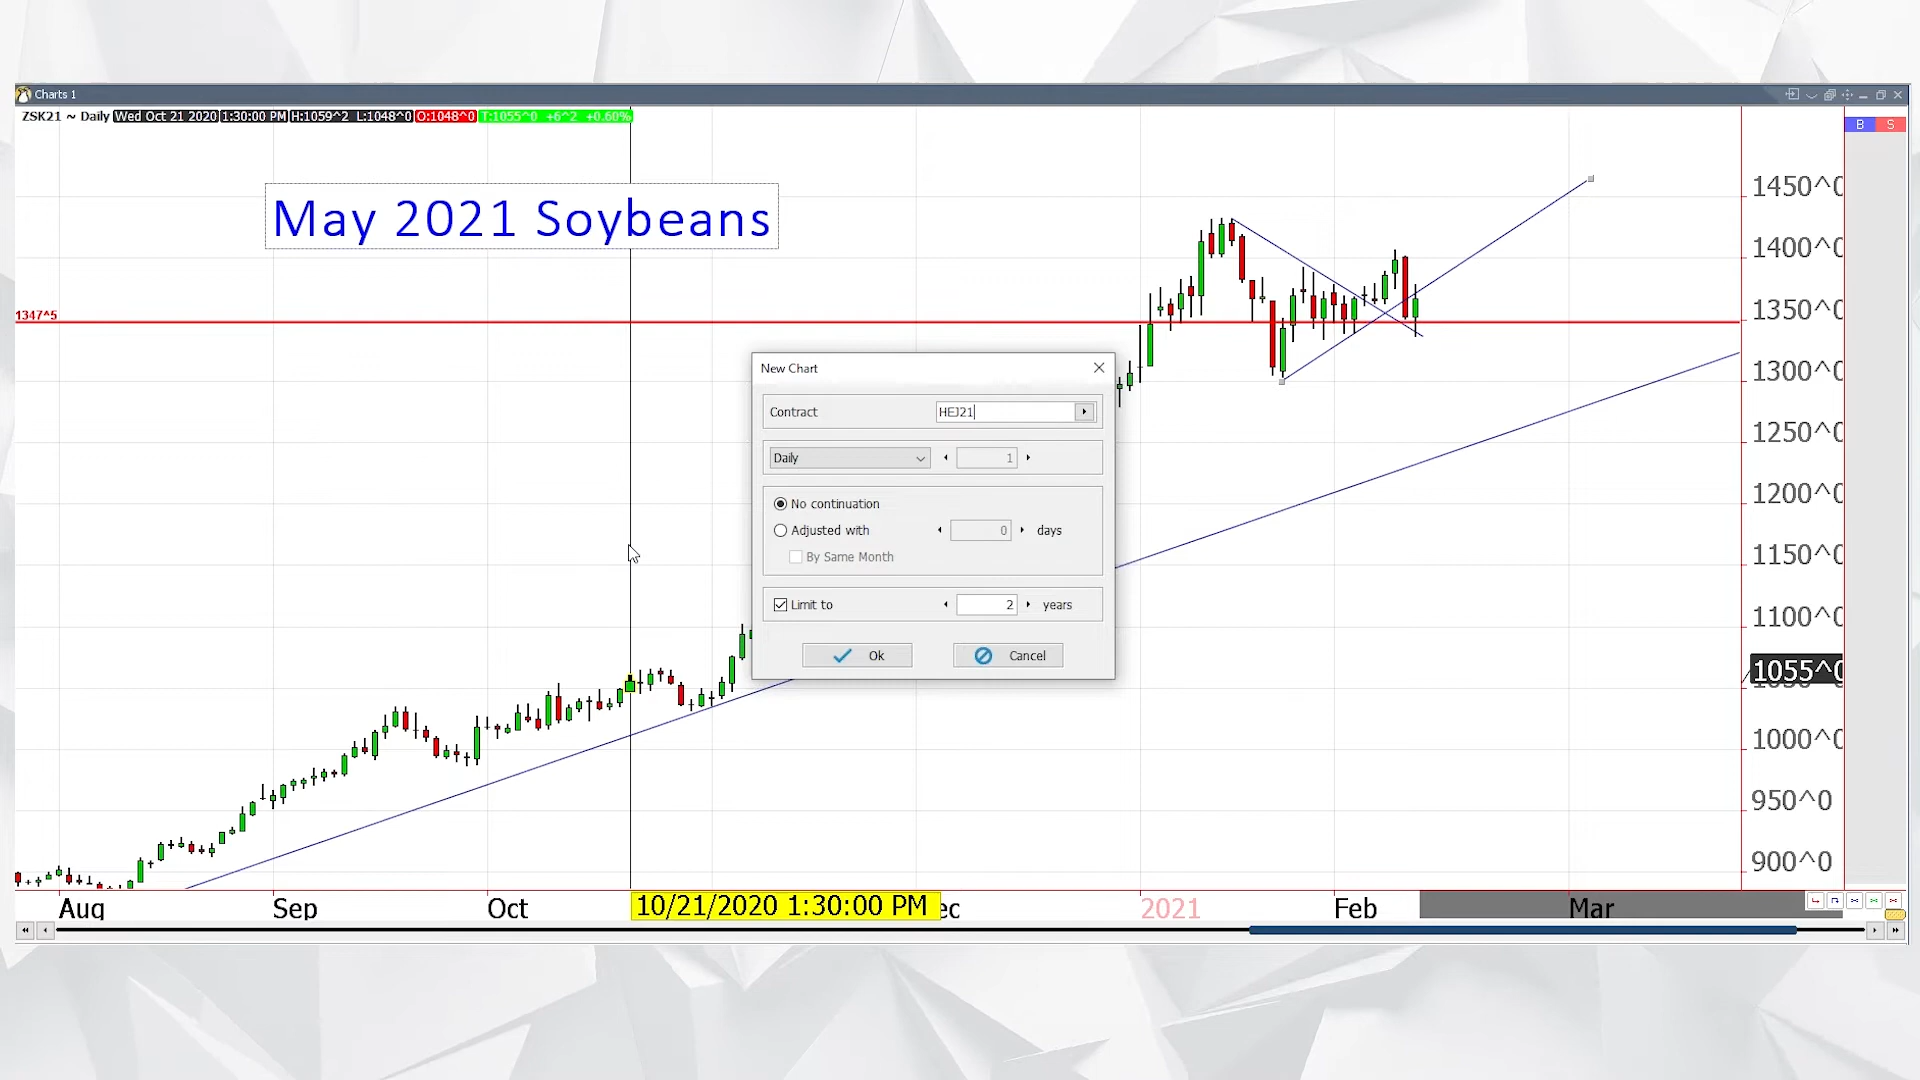 Charts 1
ZSK21 ~ Daily Wed Oct 21 2020 1:30:00 PM H:1059^2 L:1048^0 O:1048^0 T:1055^0 +6^2 +0.60%
B S
May 2021 Soybeans
1450^0
1400^0
1347^5
1350^0
New Chart
1300^0
Contract HEJ21
1250^0
Daily 1
1200^0
No continuation
Adjusted with 0 days
1150^0
By Same Month
Limit to 2 years
1100^0
Ok Cancel
1055^0
1000^0
950^0
900^0
Aug Sep Oct 10/21/2020 1:30:00 PM ec 2021 Feb Mar